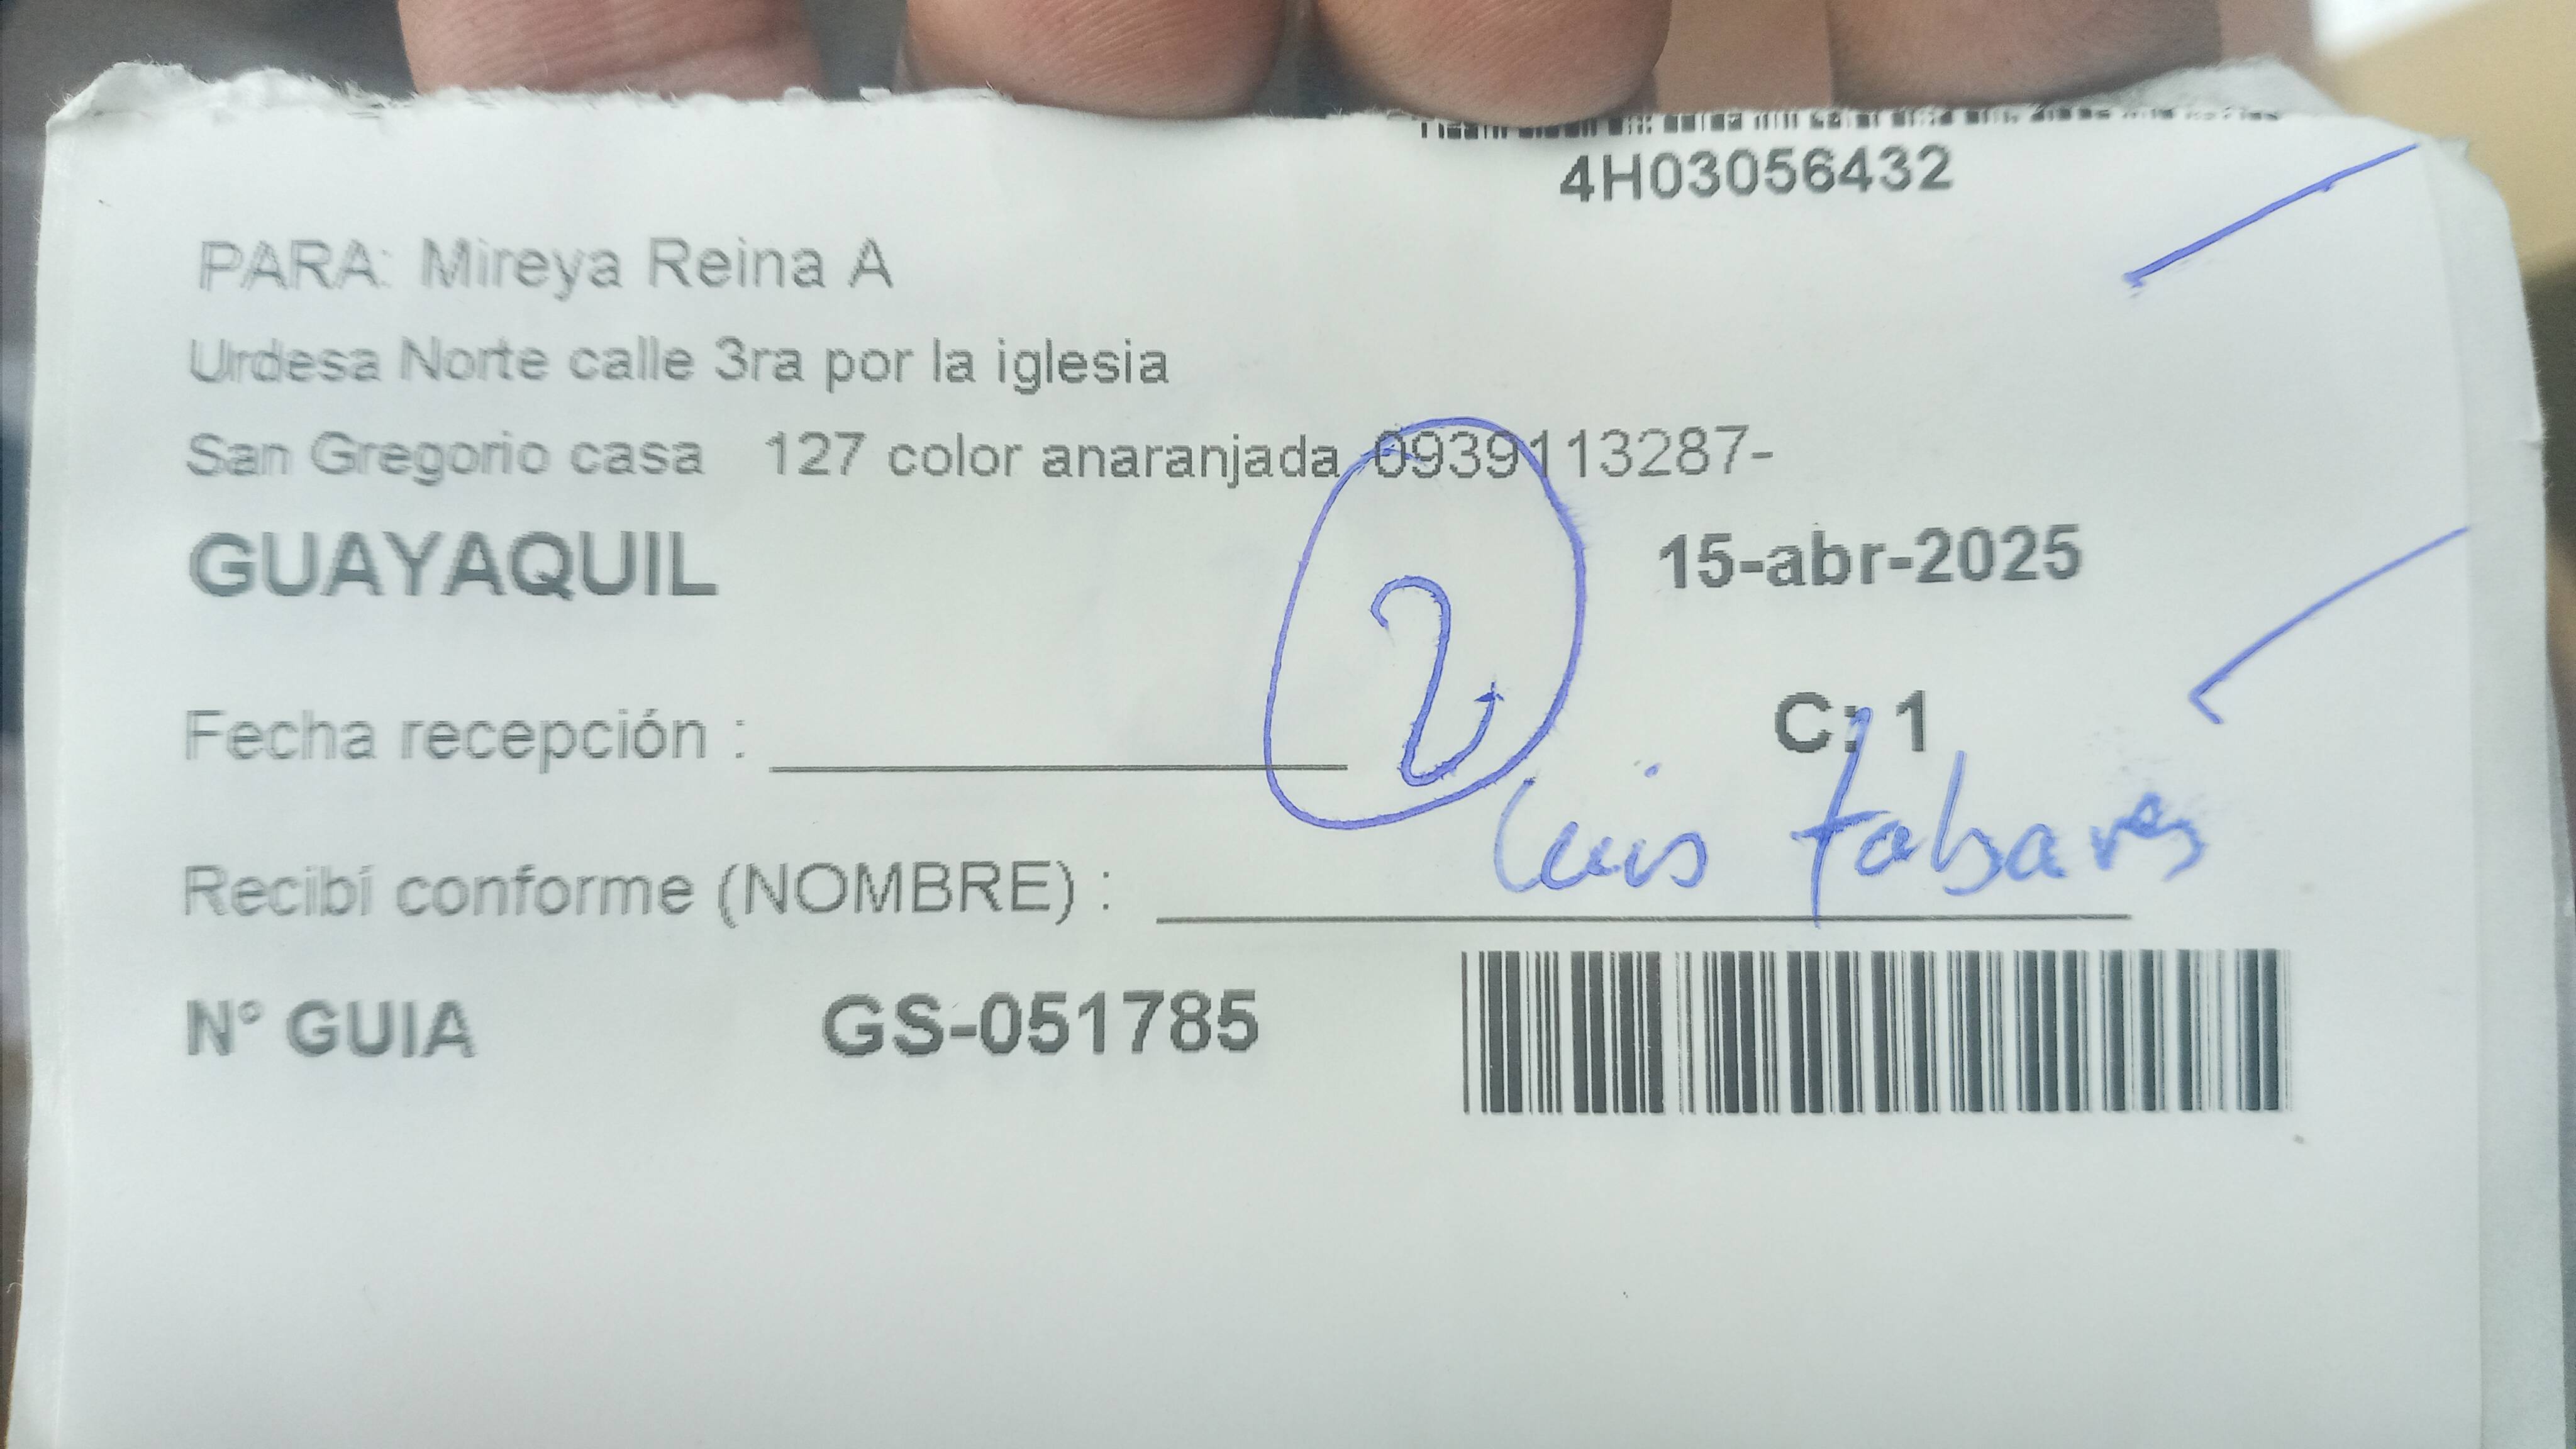 4H03056432
PARA: Mireya Reina A
Urdesa Norte calle 3ra por la iglesia
San Gregorio casa 127 color anaranjada 0939113287-
GUAYAQUIL 15-abr-2025
2
Fecha recepción : C: 1
Recibí conforme (NOMBRE) : Luis
N° GUIA GS-051785